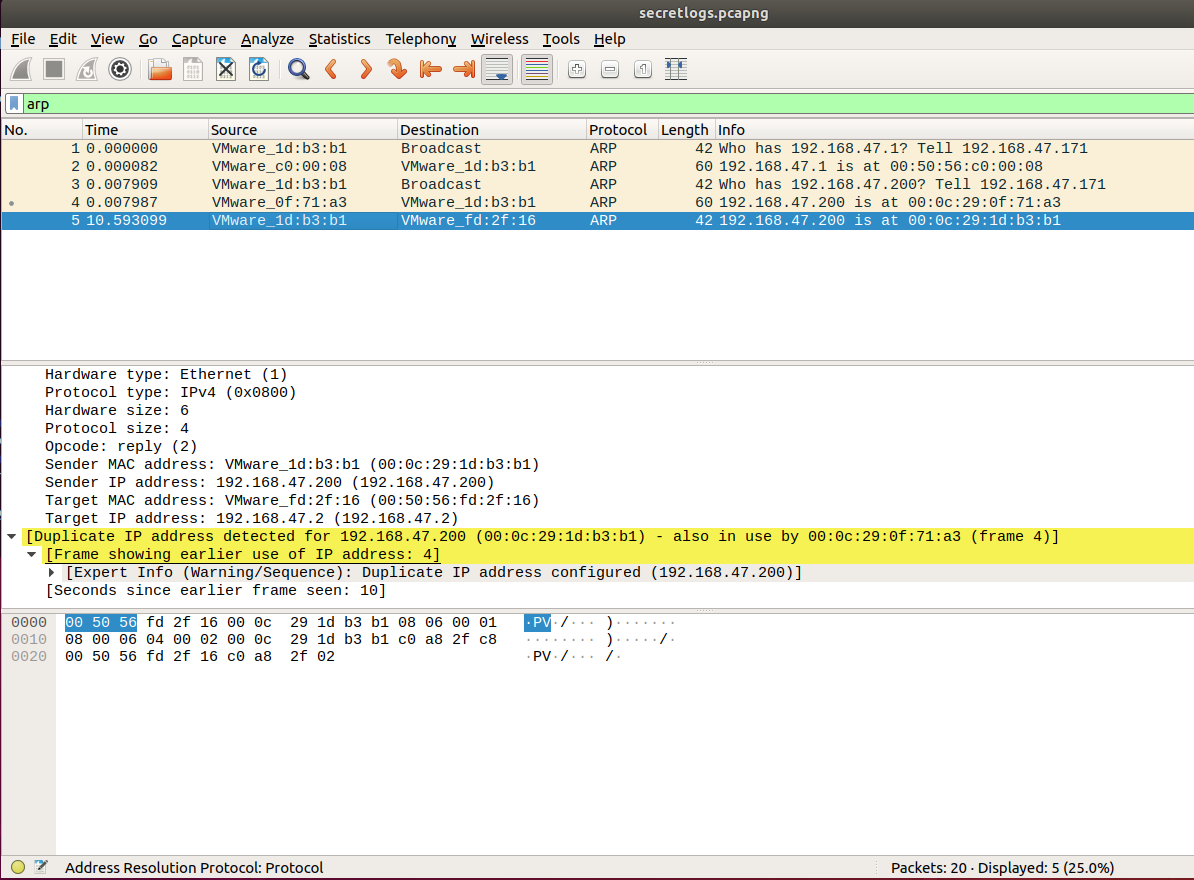 secretlogs.pcapng
File Edit View Go Capture Analyze Statistics Telephony Wireless Tools Help
arp
No. Time Source Destination Protocol Length Info
1 0.000000 VMware_1d:b3:b1 Broadcast ARP 42 Who has 192.168.47.1? Tell 192.168.47.171
2 0.000082 VMware_c0:00:08 VMware_1d:b3:b1 ARP 60 192.168.47.1 is at 00:50:56:c0:00:08
3 0.007909 VMware_1d:b3:b1 Broadcast ARP 42 Who has 192.168.47.200? Tell 192.168.47.171
4 0.007987 VMware_0f:71:a3 VMware_1d:b3:b1 ARP 60 192.168.47.200 is at 00:0c:29:0f:71:a3
5 10.593099 VMware_1d:b3:b1 VMware_fd:2f:16 ARP 42 192.168.47.200 is at 00:0c:29:1d:b3:b1
Hardware type: Ethernet (1)
Protocol type: IPv4 (0x0800)
Hardware size: 6
Protocol size: 4
Opcode: reply (2)
Sender MAC address: VMware_1d:b3:b1 (00:0c:29:1d:b3:b1)
Sender IP address: 192.168.47.200 (192.168.47.200)
Target MAC address: VMware_fd:2f:16 (00:50:56:fd:2f:16)
Target IP address: 192.168.47.2 (192.168.47.2)
[Duplicate IP address detected for 192.168.47.200 (00:0c:29:1d:b3:b1) - also in use by 00:0c:29:0f:71:a3 (frame 4)]
[Frame showing earlier use of IP address: 4]
[Expert Info (Warning/Sequence): Duplicate IP address configured (192.168.47.200)]
[Seconds since earlier frame seen: 10]
0000 00 50 56 fd 2f 16 00 0c 29 1d b3 b1 08 06 00 01 ·PV·/··· )·······
0010 08 00 06 04 00 02 00 0c 29 1d b3 b1 c0 a8 2f c8 ········ )·····/·
0020 00 50 56 fd 2f 16 c0 a8 2f 02 ·PV·/··· /·
Address Resolution Protocol: Protocol Packets: 20 · Displayed: 5 (25.0%)